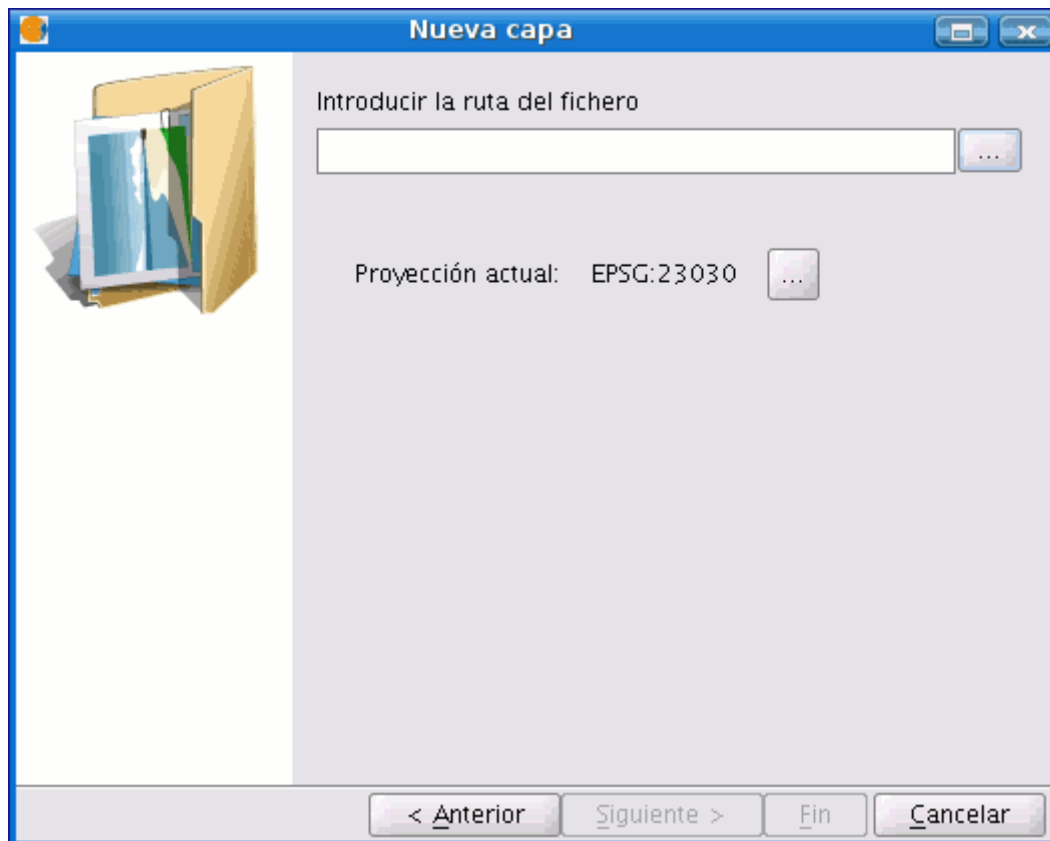 Nueva capa
Introducir la ruta del fichero
...
Proyección actual: EPSG:23030 ...
< Anterior Siguiente > Fin Cancelar